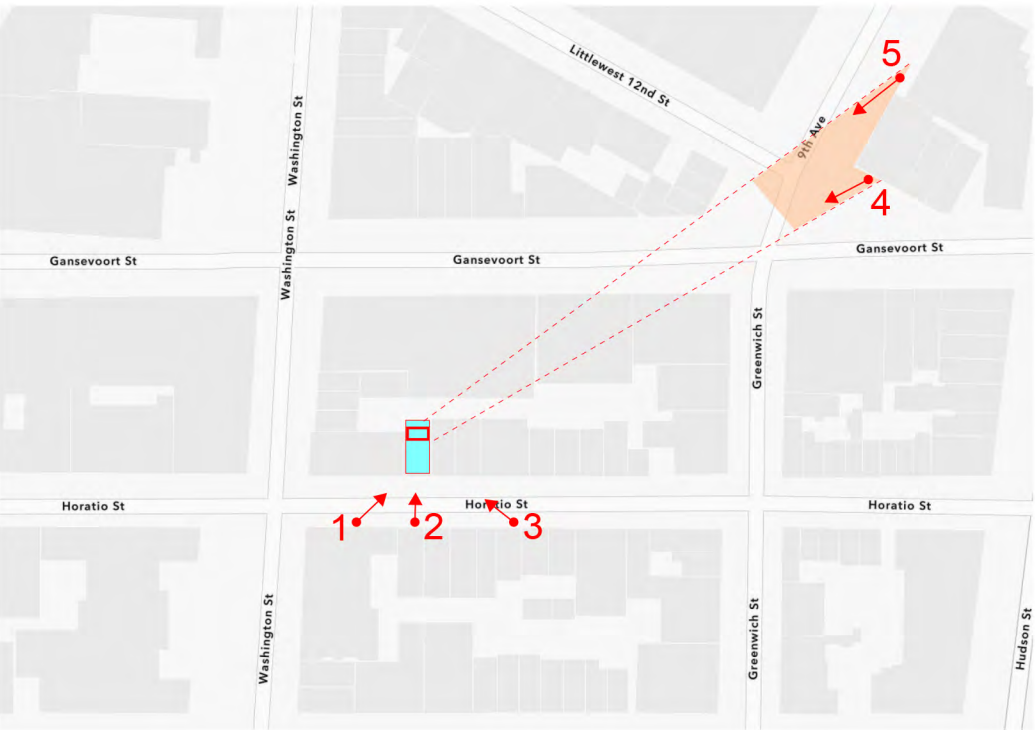 5
Littlewest 12nd St
9th Ave
Washington St
4
Washington St
Gansevoort St
Gansevoort St
Gansevoort St
Greenwich St
Horatio St
Horatio St
Horatio St
1
2
3
Washington St
Greenwich St
Hudson St